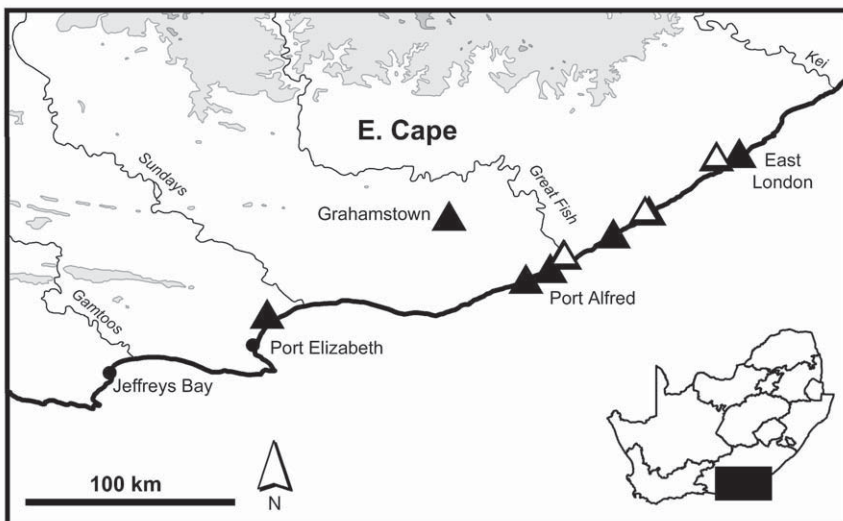 Kei
E. Cape
Sundays
East
London
Great Fish
Grahamstown
Gamtoos
Port Alfred
Port Elizabeth
Jeffreys Bay
100 km
N